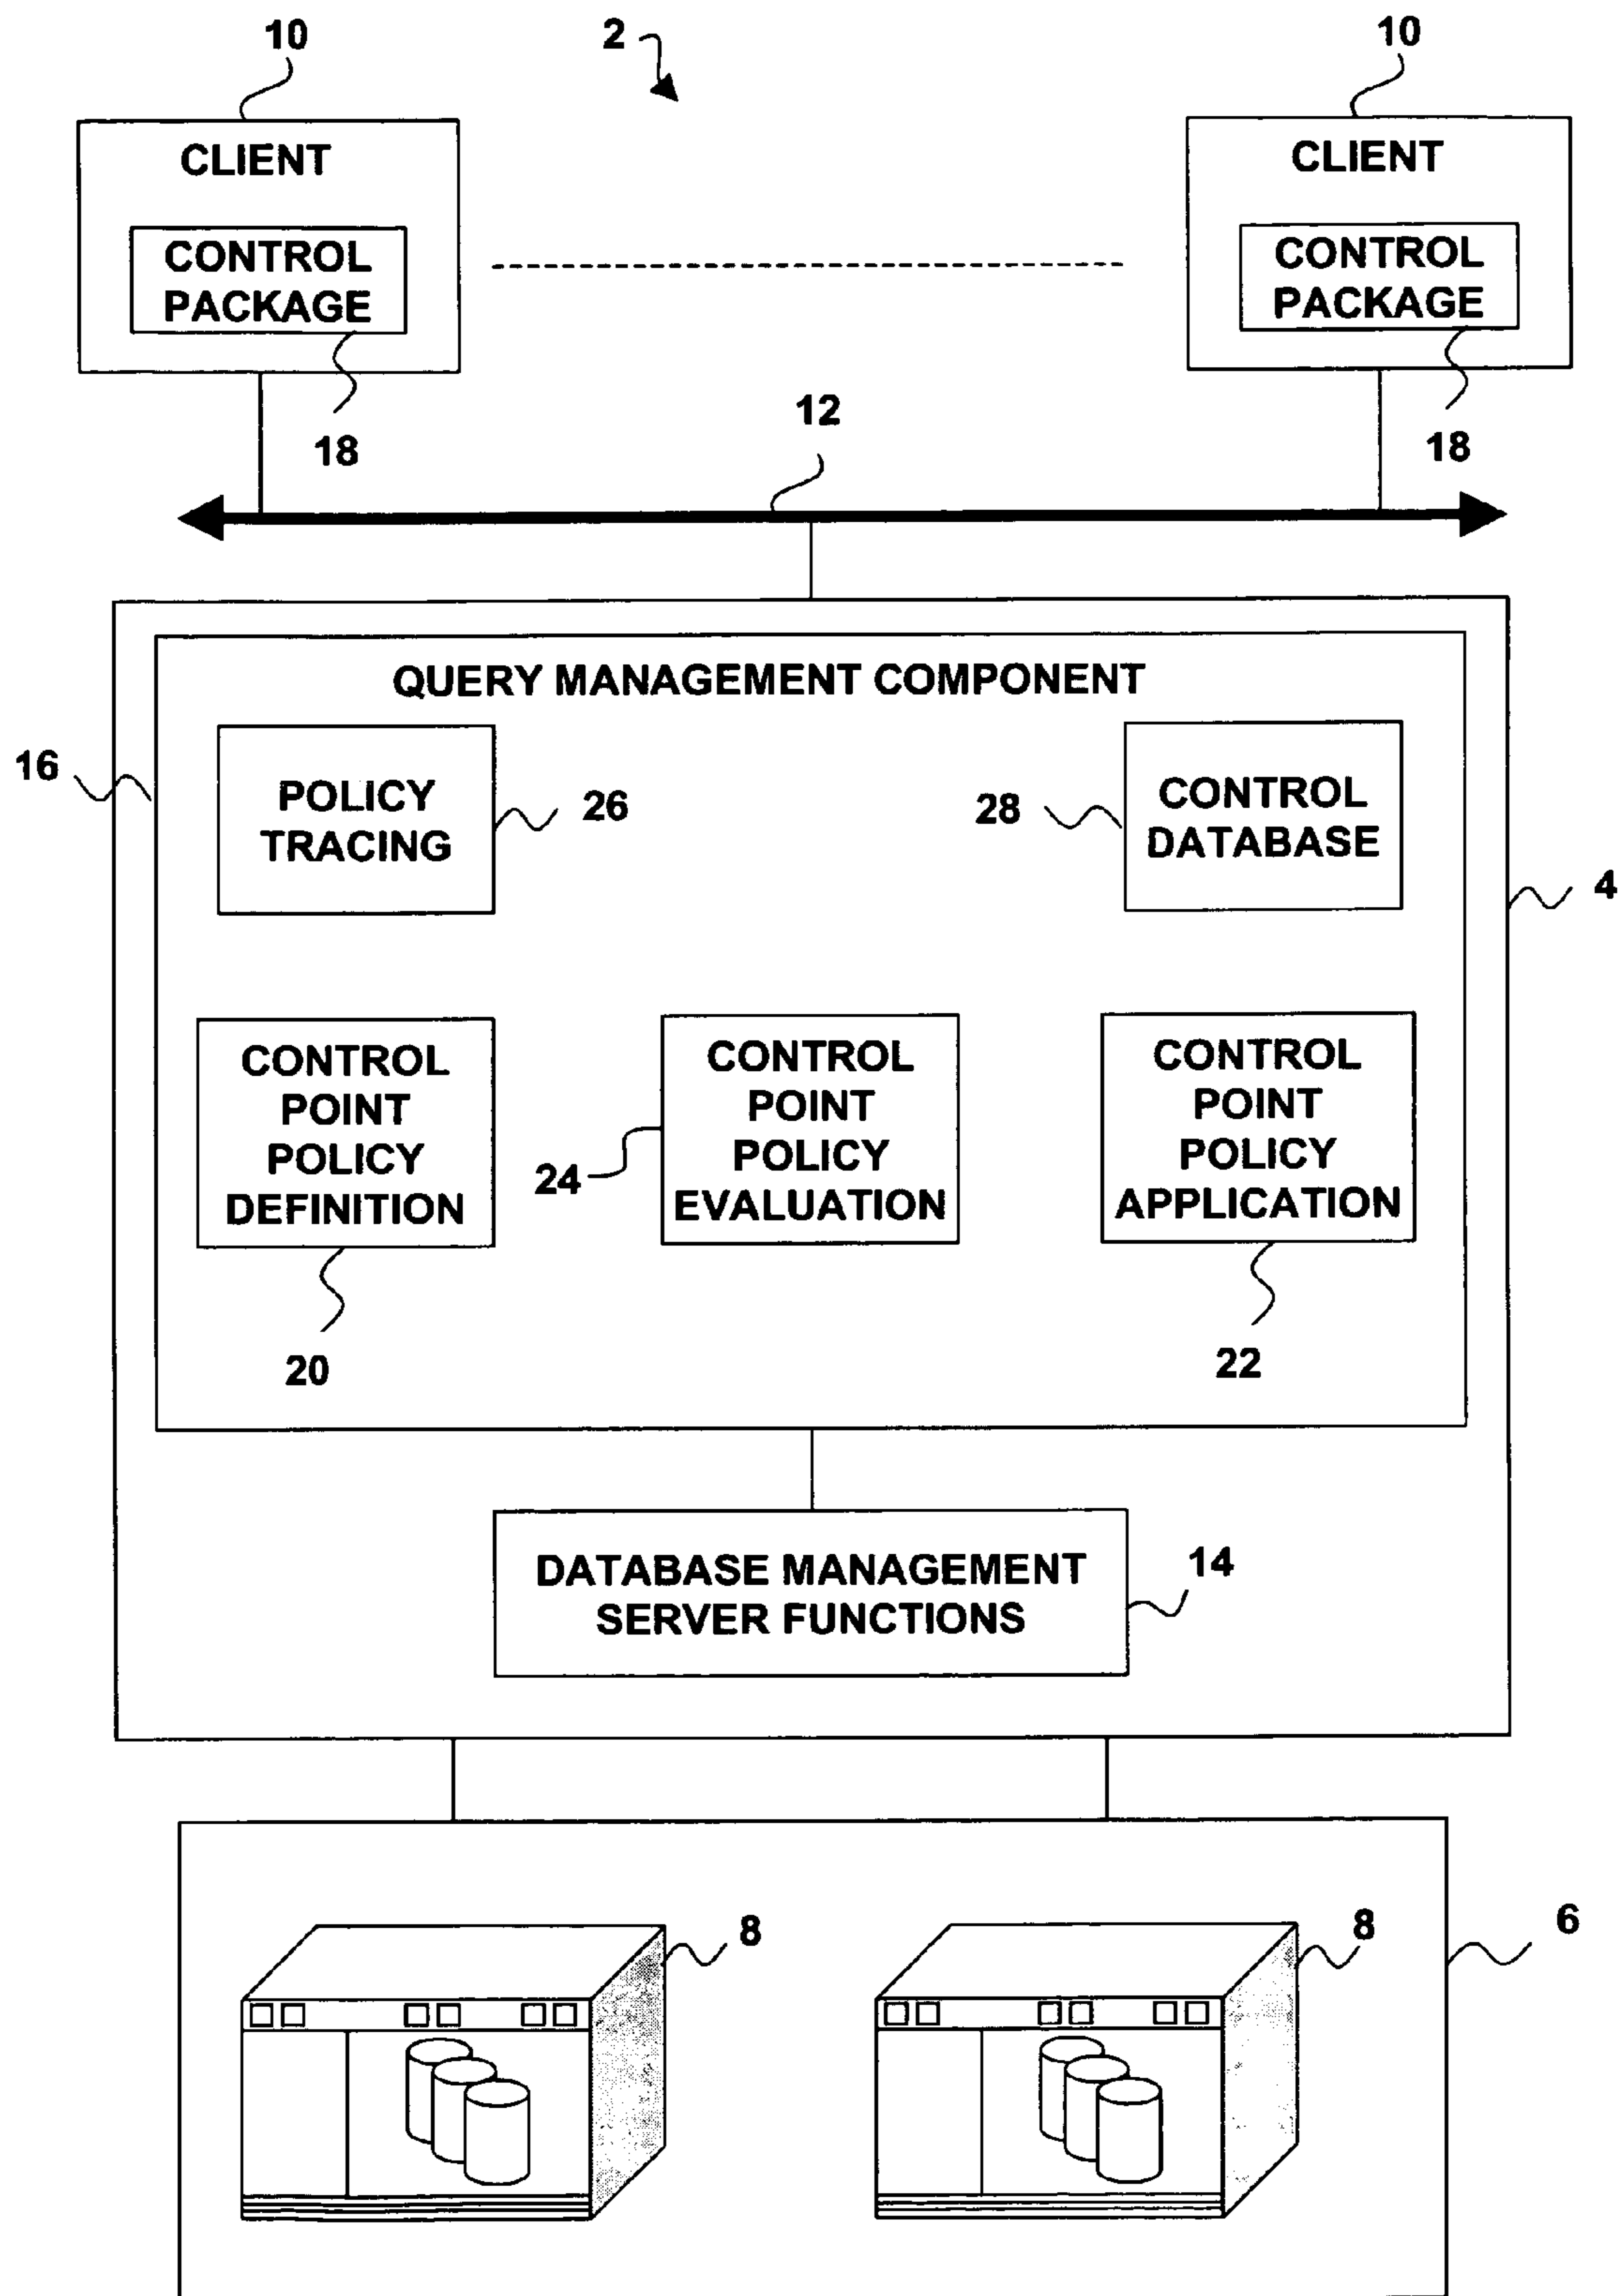 10
2
10
CLIENT
CONTROL
PACKAGE
18
CLIENT
CONTROL
PACKAGE
18
12
QUERY MANAGEMENT COMPONENT
16
POLICY
TRACING
26
28
CONTROL
DATABASE
4
CONTROL
POINT
POLICY
DEFINITION
20
24
CONTROL
POINT
POLICY
EVALUATION
CONTROL
POINT
POLICY
APPLICATION
22
DATABASE MANAGEMENT
SERVER FUNCTIONS
14
8
8
6